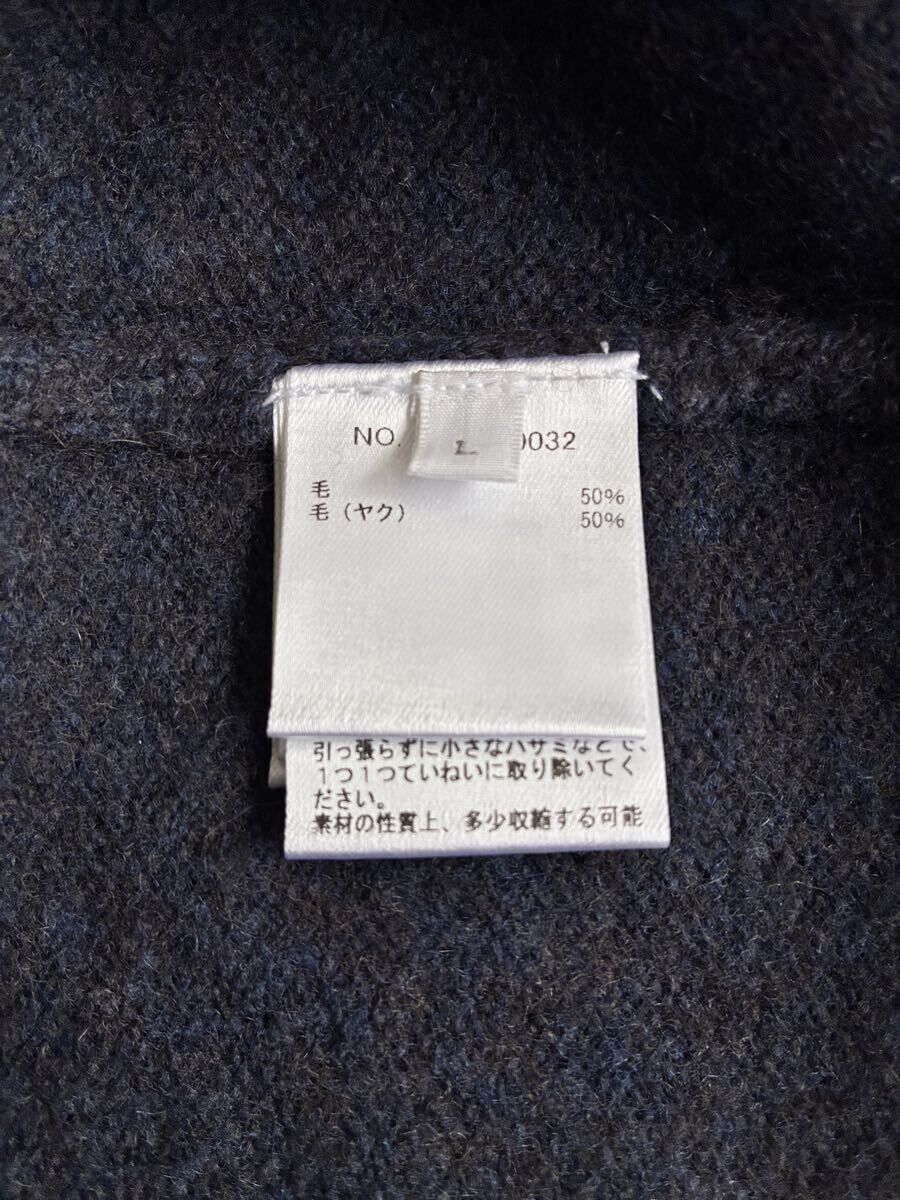 NO. 0032
L
毛 50%
毛（ヤク） 50%
引っ張らずに小さなハサミなどで、
1つ1つていねいに取り除いてく
ださい。
素材の性質上、多少収縮する可能